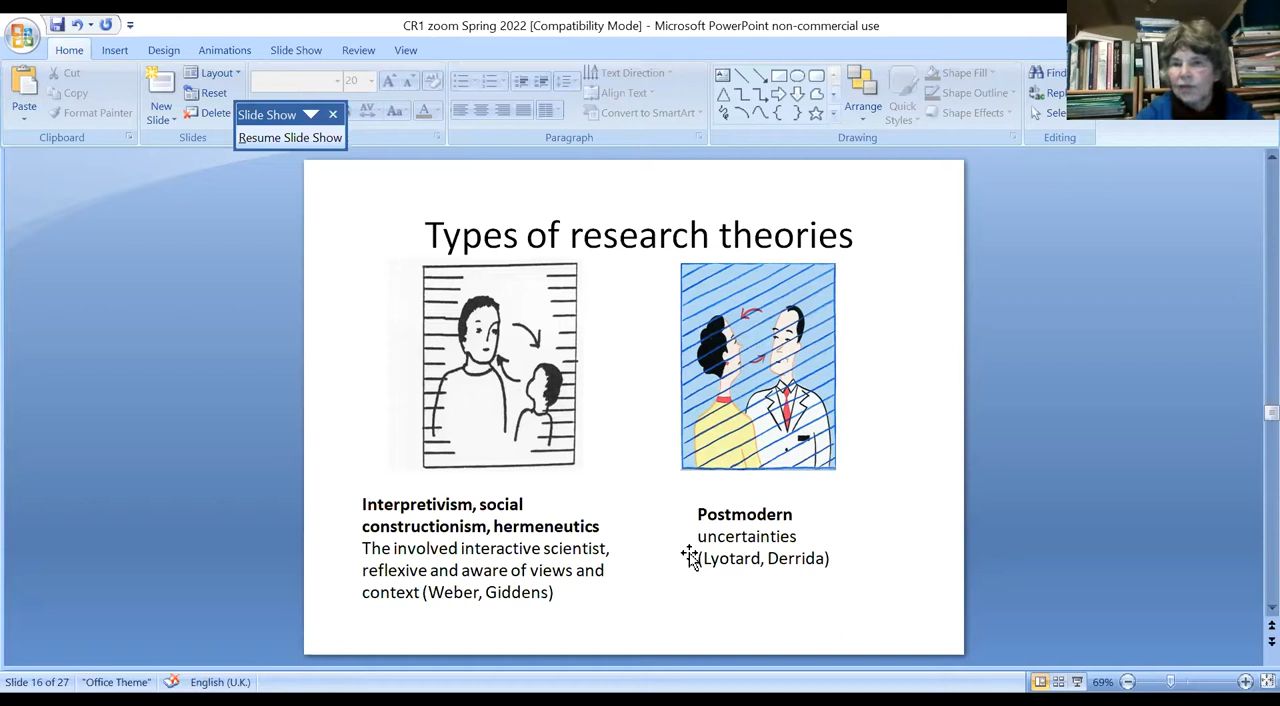 CR1 zoom Spring 2022 [Compatibility Mode] - Microsoft PowerPoint non-commercial use
Home Insert Design Animations Slide Show Review View
Paste
Cut
Copy
Format Painter
Clipboard
New
Slide
Layout
Reset
Delete
Slides
Slide Show
Resume Slide Show
20
Aa
A
Text Direction
Align Text
Convert to SmartArt
Paragraph
Arrange
Styles
Shape Fill
Shape Outline
Shape Effects
Drawing
Editing
Types of research theories
Interpretivism, social
constructionism, hermeneutics
The involved interactive scientist,
reflexive and aware of views and
context (Weber, Giddens)
Postmodern
uncertainties
(Lyotard, Derrida)
Slide 16 of 27 "Office Theme" English (U.K.) 69%